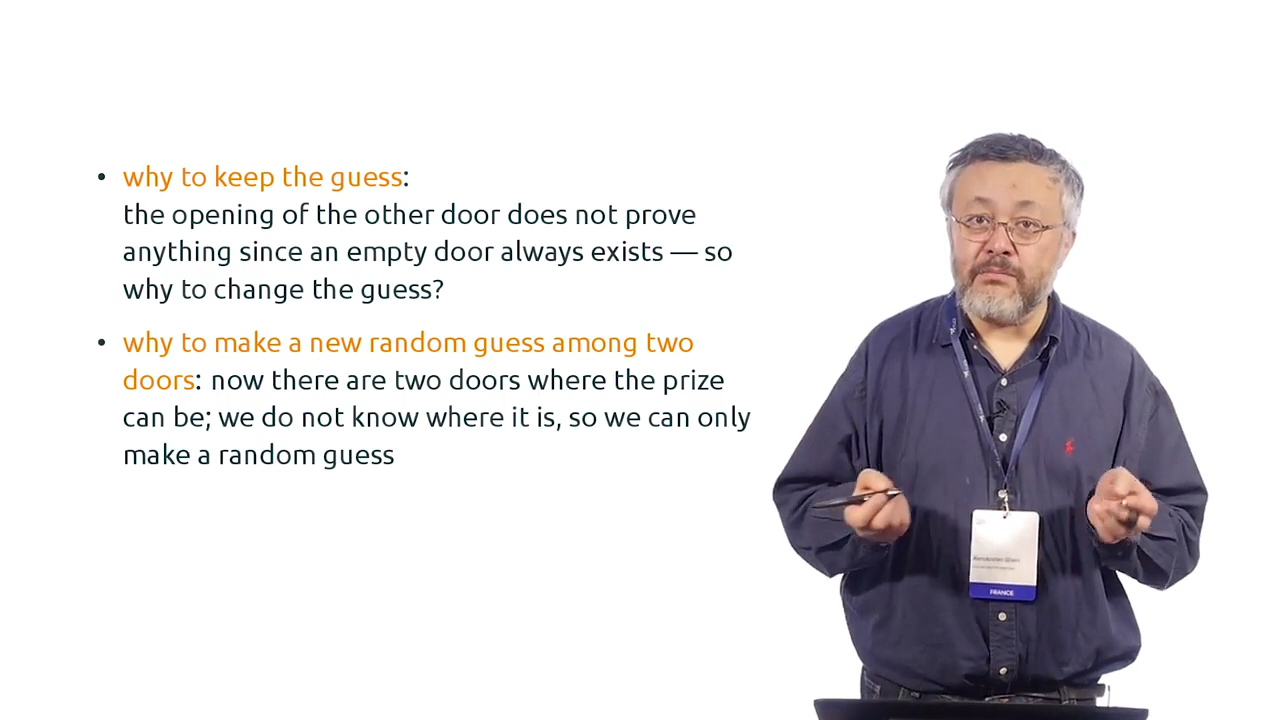 • why to keep the guess:
the opening of the other door does not prove
anything since an empty door always exists — so
why to change the guess?
• why to make a new random guess among two
doors: now there are two doors where the prize
can be; we do not know where it is, so we can only
make a random guess
FRANCE